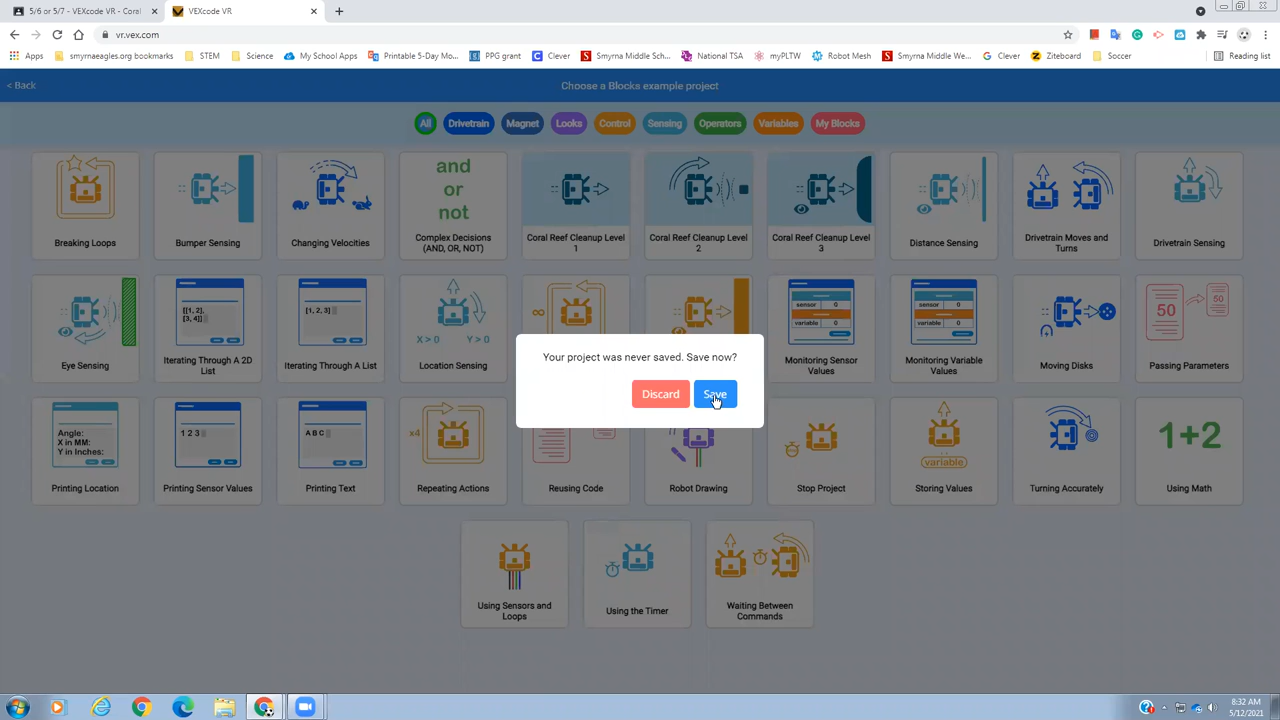 5/6 or 5/7 - VEXcode VR - Coral
VEXcode VR
vr.vex.com
Apps
smyrnaeagles.org bookmarks
STEM
Science
My School Apps
Printable 5-Day Mo...
PPG grant
Clever
Smyrna Middle Sch...
National TSA
myPLTW
Robot Mesh
Smyrna Middle We...
Clever
Ziteboard
Soccer
Reading list
< Back
Choose a Blocks example project
All
Drivetrain
Magnet
Looks
Control
Sensing
Operators
Variables
My Blocks
Breaking Loops
Bumper Sensing
Changing Velocities
and
or
not
Complex Decisions
(AND, OR, NOT)
Coral Reef Cleanup Level
1
Coral Reef Cleanup Level
2
Coral Reef Cleanup Level
3
Distance Sensing
Drivetrain Moves and
Turns
Drivetrain Sensing
Eye Sensing
[[1, 2],
[3, 4]]
Iterating Through A 2D
List
[1, 2, 3]
Iterating Through A List
X > 0 Y > 0
Location Sensing
sensor 0
variable 0
Monitoring Sensor
Values
sensor 0
variable 0
Monitoring Variable
Values
Moving Disks
50
50
Passing Parameters
Your project was never saved. Save now?
Discard
Save
Angle:
X in MM:
Y in Inches:
Printing Location
1 2 3
Printing Sensor Values
A B C
Printing Text
x4
Repeating Actions
Reusing Code
Robot Drawing
Stop Project
variable
Storing Values
Turning Accurately
1+2
Using Math
Using Sensors and
Loops
Using the Timer
Waiting Between
Commands
8:32 AM
5/12/2021